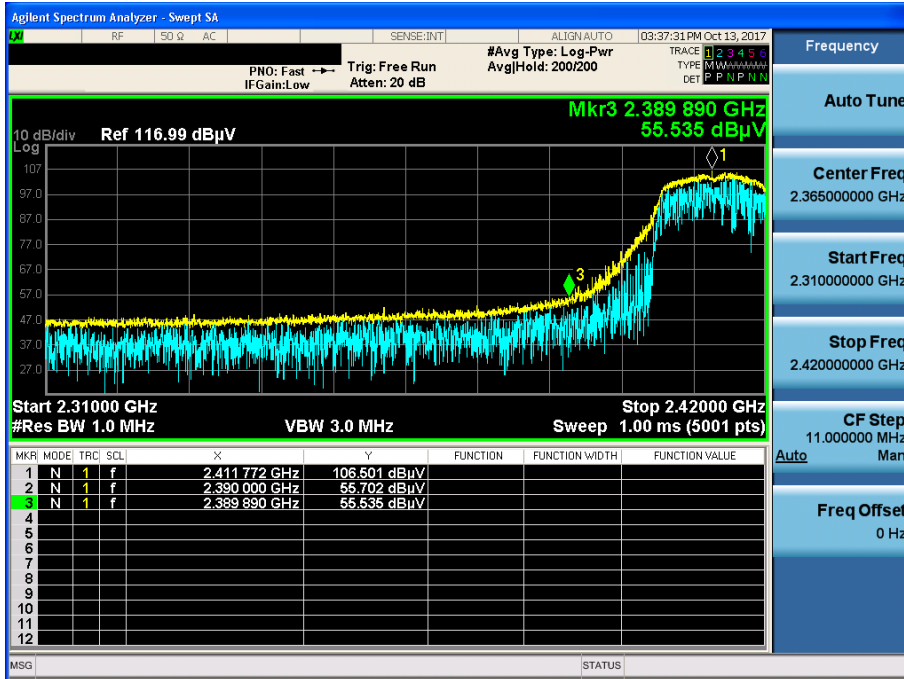 Agilent Spectrum Analyzer - Swept SA
LXI RF 50 Ω AC SENSE:INT ALIGN AUTO 03:37:31 PM Oct 13, 2017
PNO: Fast
IFGain:Low
Trig: Free Run
Atten: 20 dB
#Avg Type: Log-Pwr
Avg|Hold: 200/200
TRACE 1 2 3 4 5 6
TYPE M
DET P P N P N N
Mkr3 2.389 890 GHz
55.535 dBµV
10 dB/div Ref 116.99 dBµV
Log
107
97.0
87.0
77.0
67.0
57.0
47.0
37.0
27.0
1
3
Start 2.31000 GHz Stop 2.42000 GHz
#Res BW 1.0 MHz VBW 3.0 MHz Sweep 1.00 ms (5001 pts)
MKR MODE TRC SCL X Y FUNCTION FUNCTION WIDTH FUNCTION VALUE
1 N 1 f 2.411 772 GHz 106.501 dBµV
2 N 1 f 2.390 000 GHz 55.702 dBµV
3 N 1 f 2.389 890 GHz 55.535 dBµV
4
5
6
7
8
9
10
11
12
MSG STATUS
Frequency
Auto Tune
Center Freq
2.365000000 GHz
Start Freq
2.310000000 GHz
Stop Freq
2.420000000 GHz
CF Step
11.000000 MHz
Auto Man
Freq Offset
0 Hz